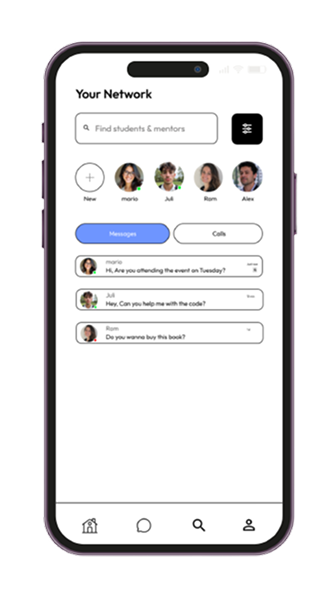 Your Network
Find students & mentors
New
maria
Juli
Ram
Alex
Messages
Calls
maria
Hi, Are you attending the event on Tuesday?
Juli
Hey, Can you help me with the code?
Ram
Do you wanna buy this book?